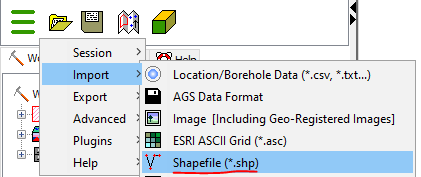 Session
Import
Export
Advanced
Plugins
Help
Help
Location/Borehole Data (*.csv, *.txt...)
AGS Data Format
Image [Including Geo-Registered Images]
ESRI ASCII Grid (*.asc)
Shapefile (*.shp)